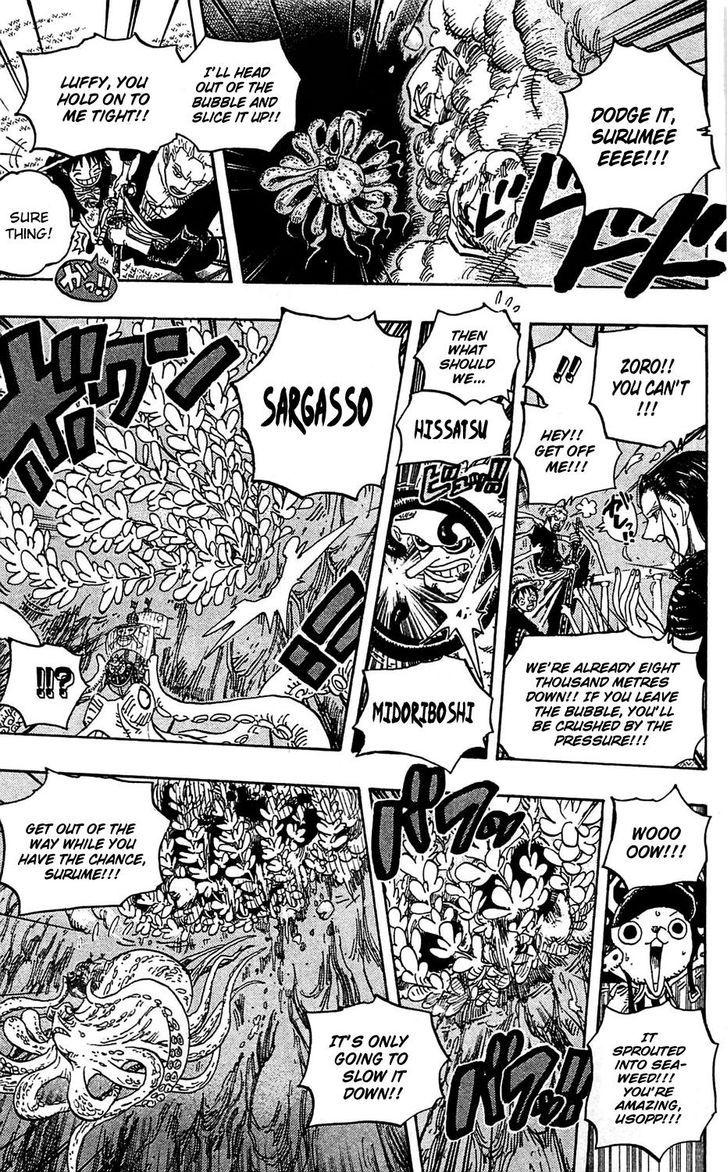 DODGE IT,
SURUMEE
EEEE!!!
ドドドド
I'LL HEAD
OUT OF THE
BUBBLE AND
SLICE IT UP!!
LUFFY, YOU
HOLD ON TO
ME TIGHT!!
SURE
THING!
ZORO!!
YOU CAN'T
!!!
!!
HEY!!
GET OFF
ME!!!
WE'RE ALREADY EIGHT
THOUSAND METRES
DOWN!! IF YOU LEAVE
THE BUBBLE, YOU'LL
BE CRUSHED BY THE
PRESSURE!!!
THEN
WHAT
SHOULD
WE...
HISSATSU
MIDORIBOSHI
SARGASSO
!!
!!?
WOOO
OOW!!!
IT
SPROUTED
INTO SEA-
WEED!!!
YOU'RE
AMAZING,
USOPP!!!
IT'S ONLY
GOING TO
SLOW IT
DOWN!!
GET OUT OF THE
WAY WHILE YOU
HAVE THE CHANCE,
SURUME!!!